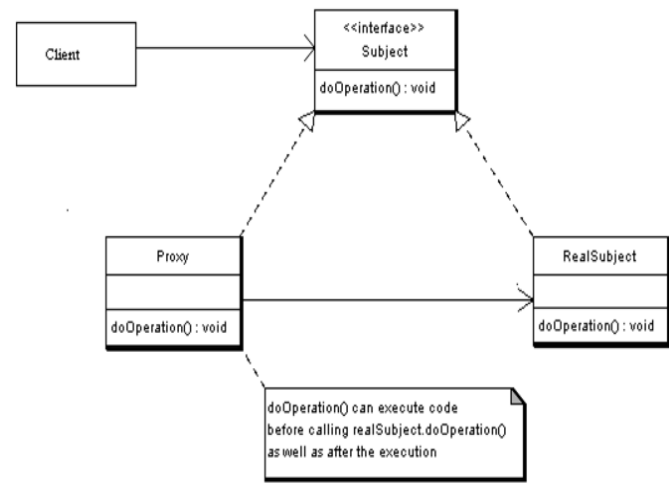 Client
<<interface>>
Subject
doOperation() : void
Proxy
doOperation() : void
RealSubject
doOperation() : void
doOperation() can execute code
before calling realSubject.doOperation()
as well as after the execution